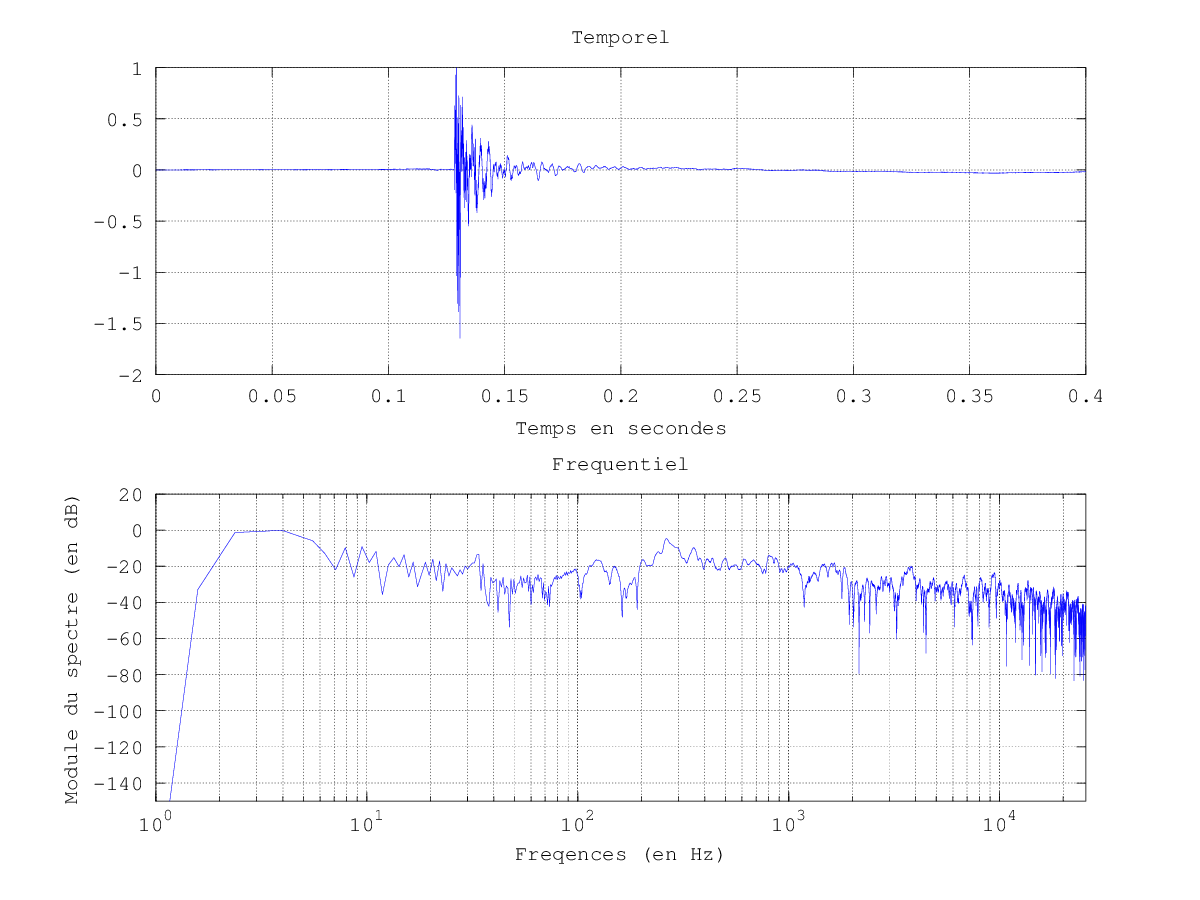 Temporel
1
0.5
0
-0.5
-1
-1.5
-2
0 0.05 0.1 0.15 0.2 0.25 0.3 0.35 0.4
Temps en secondes
Frequentiel
Module du spectre (en dB)
20
0
-20
-40
-60
-80
-100
-120
-140
10^0 10^1 10^2 10^3 10^4
Freqences (en Hz)